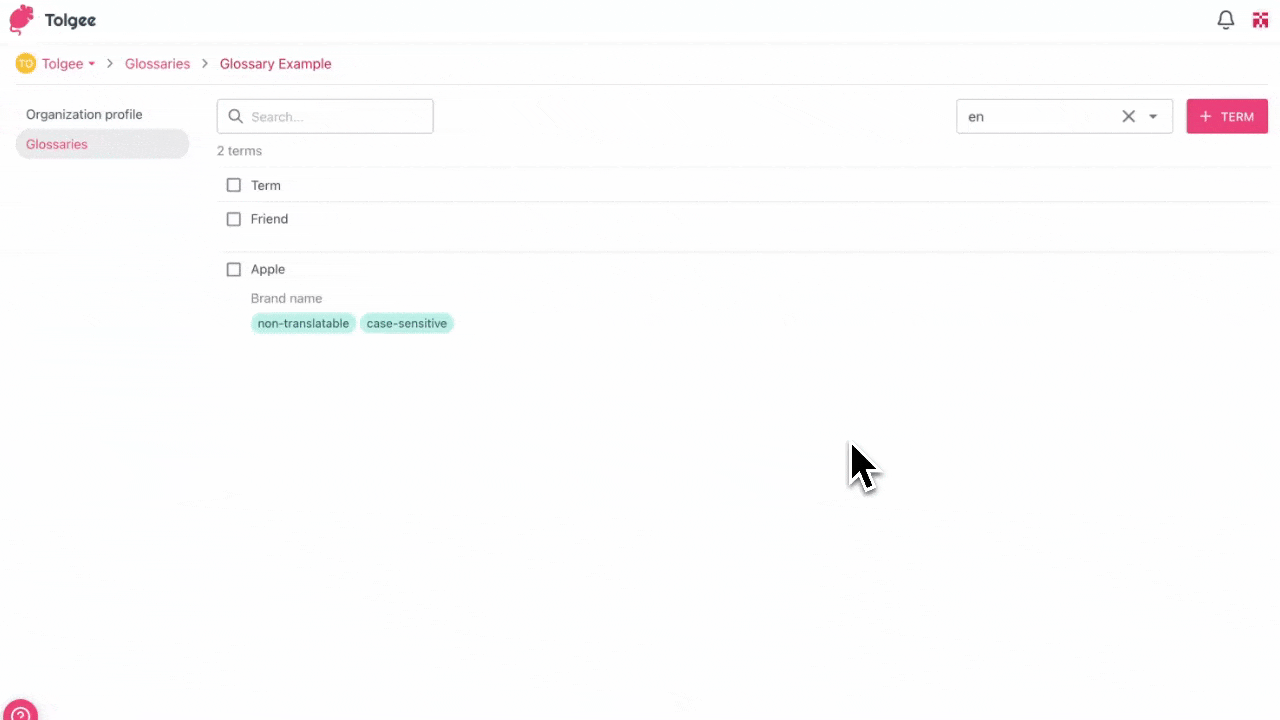 Tolgee
TO Tolgee Glossaries Glossary Example
Organization profile
Glossaries
Search...
en
+ TERM
2 terms
Term
Friend
Apple
Brand name
non-translatable case-sensitive